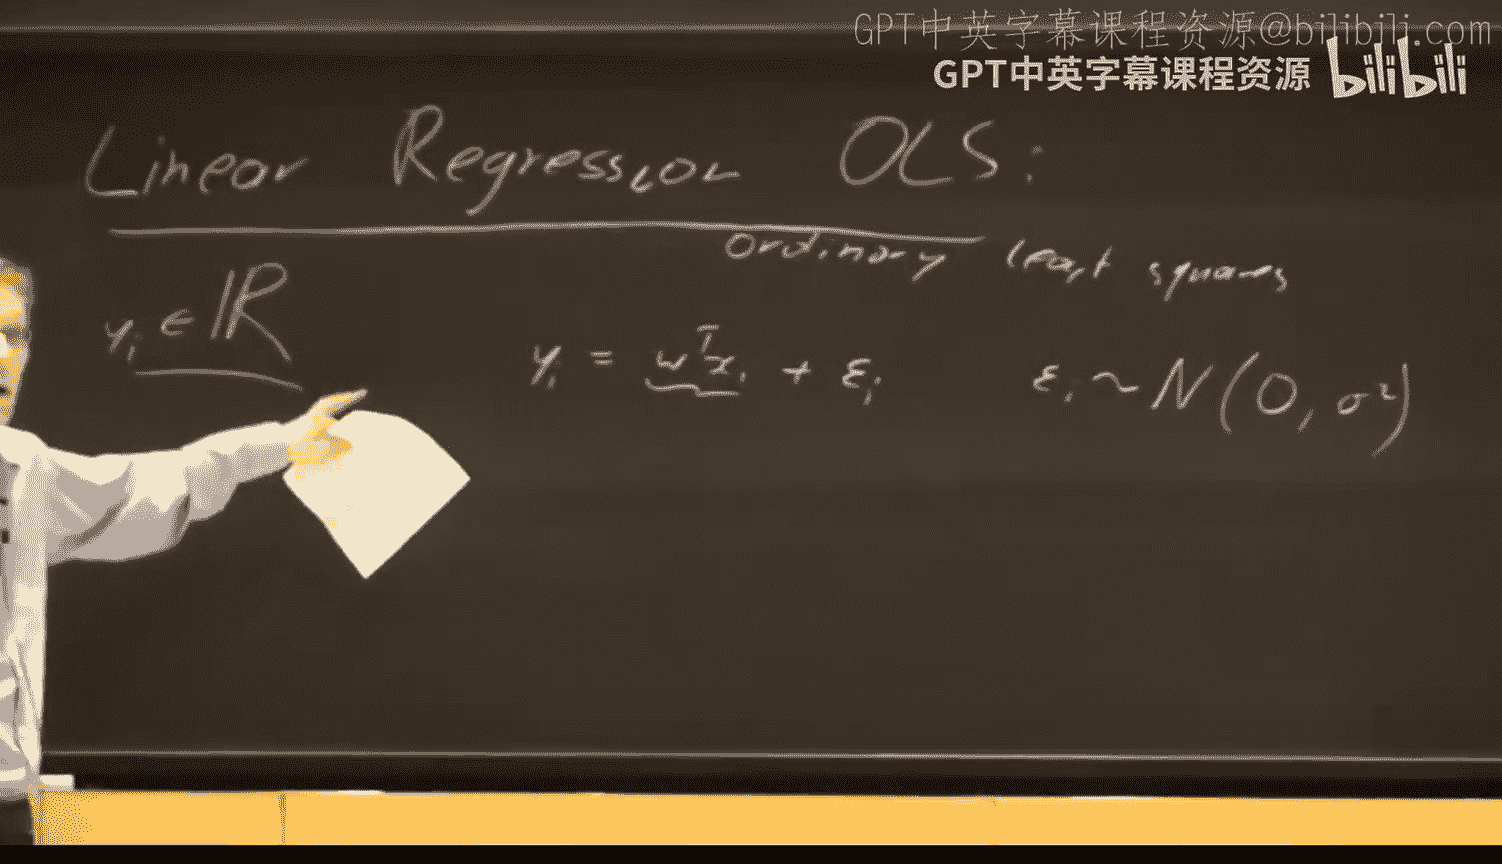 GPT中英字幕课程资源@bilibili.com
GPT中英字幕课程资源 bilibili
Linear Regression OLS:
ordinary least squares
yᵢ ∈ ℝ
yᵢ = wᵀxᵢ + εᵢ εᵢ ~ N(0, σ²)